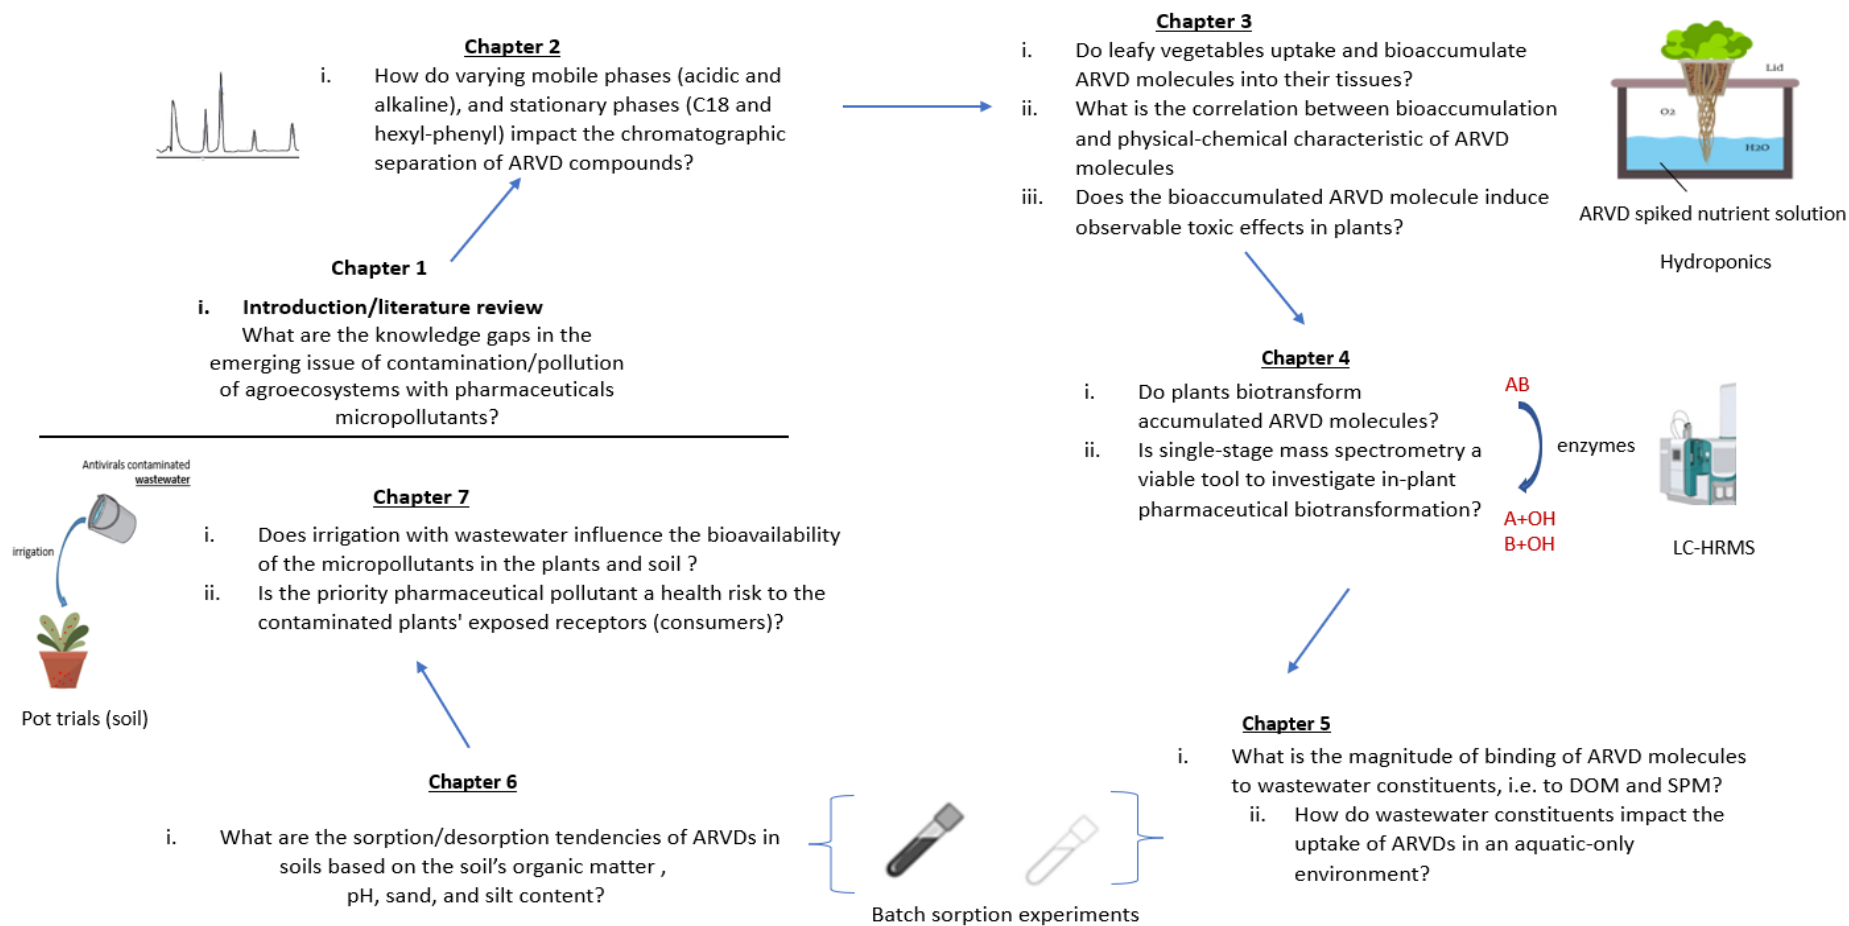 Chapter 2
i. How do varying mobile phases (acidic and
alkaline), and stationary phases (C18 and
hexyl-phenyl) impact the chromatographic
separation of ARVD compounds?
Chapter 3
i. Do leafy vegetables uptake and bioaccumulate
ARVD molecules into their tissues?
ii. What is the correlation between bioaccumulation
and physical-chemical characteristic of ARVD
molecules
iii. Does the bioaccumulated ARVD molecule induce
observable toxic effects in plants?
Lid
O2
H2O
ARVD spiked nutrient solution
Hydroponics
Chapter 1
i. Introduction/literature review
What are the knowledge gaps in the
emerging issue of contamination/pollution
of agroecosystems with pharmaceuticals
micropollutants?
Chapter 4
i. Do plants biotransform
accumulated ARVD molecules?
ii. Is single-stage mass spectrometry a
viable tool to investigate in-plant
pharmaceutical biotransformation?
AB
enzymes
A+OH
B+OH
LC-HRMS
Antivirals contaminated
wastewater
irrigation
Pot trials (soil)
Chapter 7
i. Does irrigation with wastewater influence the bioavailability
of the micropollutants in the plants and soil ?
ii. Is the priority pharmaceutical pollutant a health risk to the
contaminated plants' exposed receptors (consumers)?
Chapter 5
i. What is the magnitude of binding of ARVD molecules
to wastewater constituents, i.e. to DOM and SPM?
ii. How do wastewater constituents impact the
uptake of ARVDs in an aquatic-only
environment?
Chapter 6
i. What are the sorption/desorption tendencies of ARVDs in
soils based on the soil’s organic matter ,
pH, sand, and silt content?
Batch sorption experiments